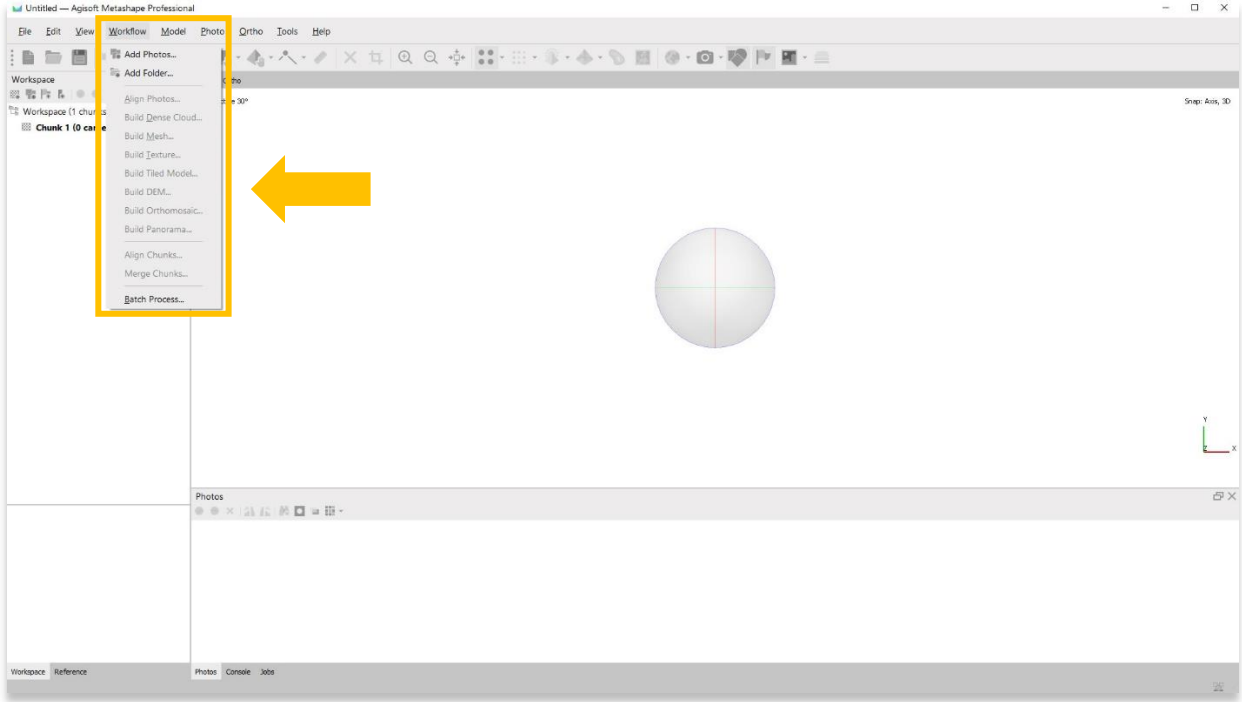 Untitled — Agisoft Metashape Professional
File Edit View Workflow Model Photo Ortho Tools Help
Add Photos...
Workspace
Add Folder...
Workspace (1 chunks
Align Photos...
30°
Snap: Axis, 3D
Build Dense Cloud...
Chunk 1 (0 came
Build Mesh...
Build Texture...
Build Tiled Model...
Build DEM...
Build Orthomosaic...
Build Panorama...
Align Chunks...
Merge Chunks...
Batch Process...
Y
Z X
Photos
Workspace Reference
Photos Console Jobs